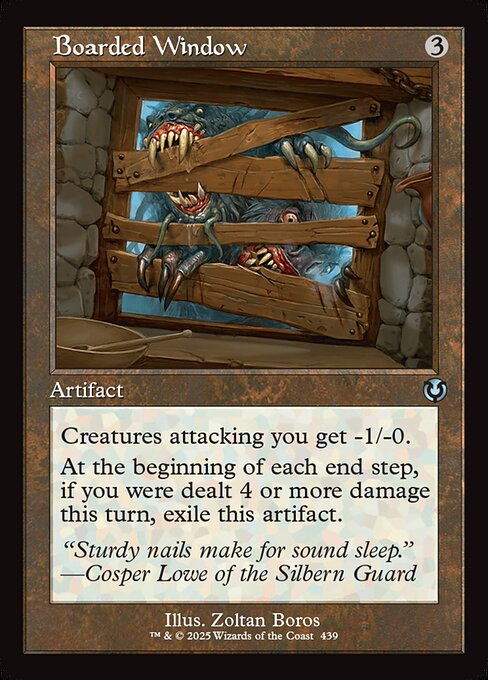 Boarded Window 3
Artifact
Creatures attacking you get -1/-0.
At the beginning of each end step,
if you were dealt 4 or more damage
this turn, exile this artifact.
“Sturdy nails make for sound sleep.”
—Cosper Lowe of the Silbern Guard
Illus. Zoltan Boros
™ & © 2025 Wizards of the Coast 439